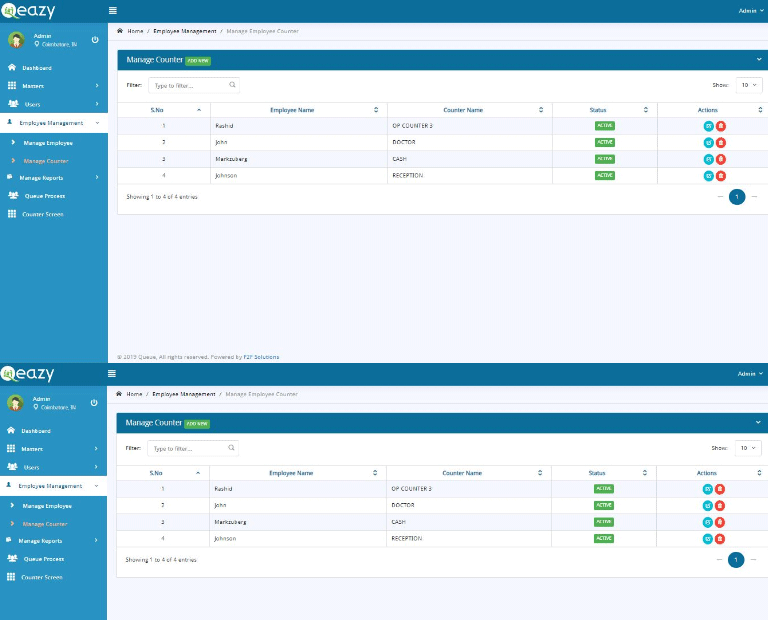 Qeazy
Admin
Home / Employee Management / Manage Employee Counter
Admin
Coimbatore, IN
Manage Counter ADD NEW
Dashboard
Filter: Type to filter... Show: 10
Masters
Users
S.No Employee Name Counter Name Status Actions
Employee Management
1 Rashid OP COUNTER 3 ACTIVE
Manage Employee
2 John DOCTOR ACTIVE
Manage Counter
3 Markzuberg CASH ACTIVE
Manage Reports
4 Johnson RECEPTION ACTIVE
Queue Process
Showing 1 to 4 of 4 entries 1
Counter Screen
© 2019 Queue, All rights reserved. Powered by F2F Solutions
Qeazy
Admin
Home / Employee Management / Manage Employee Counter
Admin
Coimbatore, IN
Manage Counter ADD NEW
Dashboard
Filter: Type to filter... Show: 10
Masters
Users
S.No Employee Name Counter Name Status Actions
Employee Management
1 Rashid OP COUNTER 3 ACTIVE
Manage Employee
2 John DOCTOR ACTIVE
Manage Counter
3 Markzuberg CASH ACTIVE
Manage Reports
4 Johnson RECEPTION ACTIVE
Queue Process
Showing 1 to 4 of 4 entries 1
Counter Screen